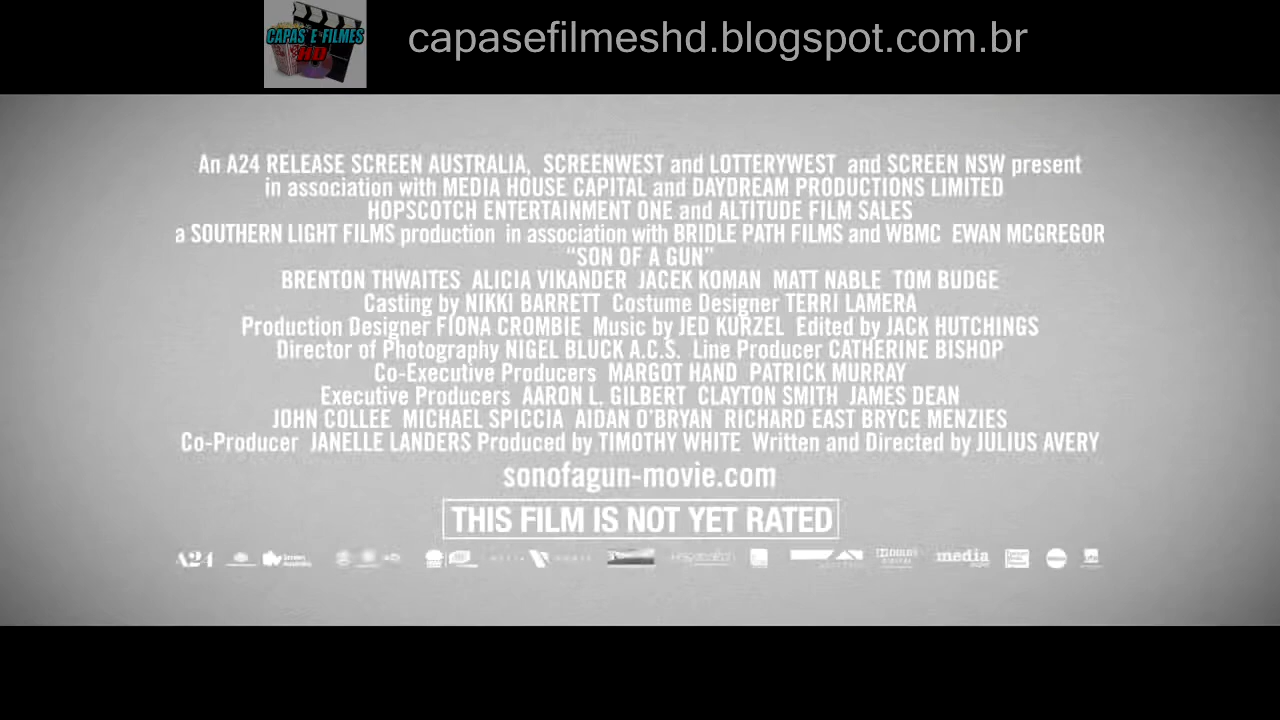 CAPAS E FILMES
HD
capasefilmeshd.blogspot.com.br
An A24 RELEASE SCREEN AUSTRALIA, SCREENWEST and LOTTERYWEST and SCREEN NSW present
in association with MEDIA HOUSE CAPITAL and DAYDREAM PRODUCTIONS LIMITED
HOPSCOTCH ENTERTAINMENT ONE and ALTITUDE FILM SALES
a SOUTHERN LIGHT FILMS production in association with BRIDLE PATH FILMS and WBMC EWAN MCGREGOR
“SON OF A GUN”
BRENTON THWAITES ALICIA VIKANDER JACEK KOMAN MATT NABLE TOM BUDGE
Casting by NIKKI BARRETT Costume Designer TERRI LAMERA
Production Designer FIONA CROMBIE Music by JED KURZEL Edited by JACK HUTCHINGS
Director of Photography NIGEL BLUCK A.C.S. Line Producer CATHERINE BISHOP
Co-Executive Producers MARGOT HAND PATRICK MURRAY
Executive Producers AARON L. GILBERT CLAYTON SMITH JAMES DEAN
JOHN COLLEE MICHAEL SPICCIA AIDAN O’BRYAN RICHARD EAST BRYCE MENZIES
Co-Producer JANELLE LANDERS Produced by TIMOTHY WHITE Written and Directed by JULIUS AVERY
sonofagun-movie.com
THIS FILM IS NOT YET RATED
A24 Screen Australia DOLBY DIGITAL media